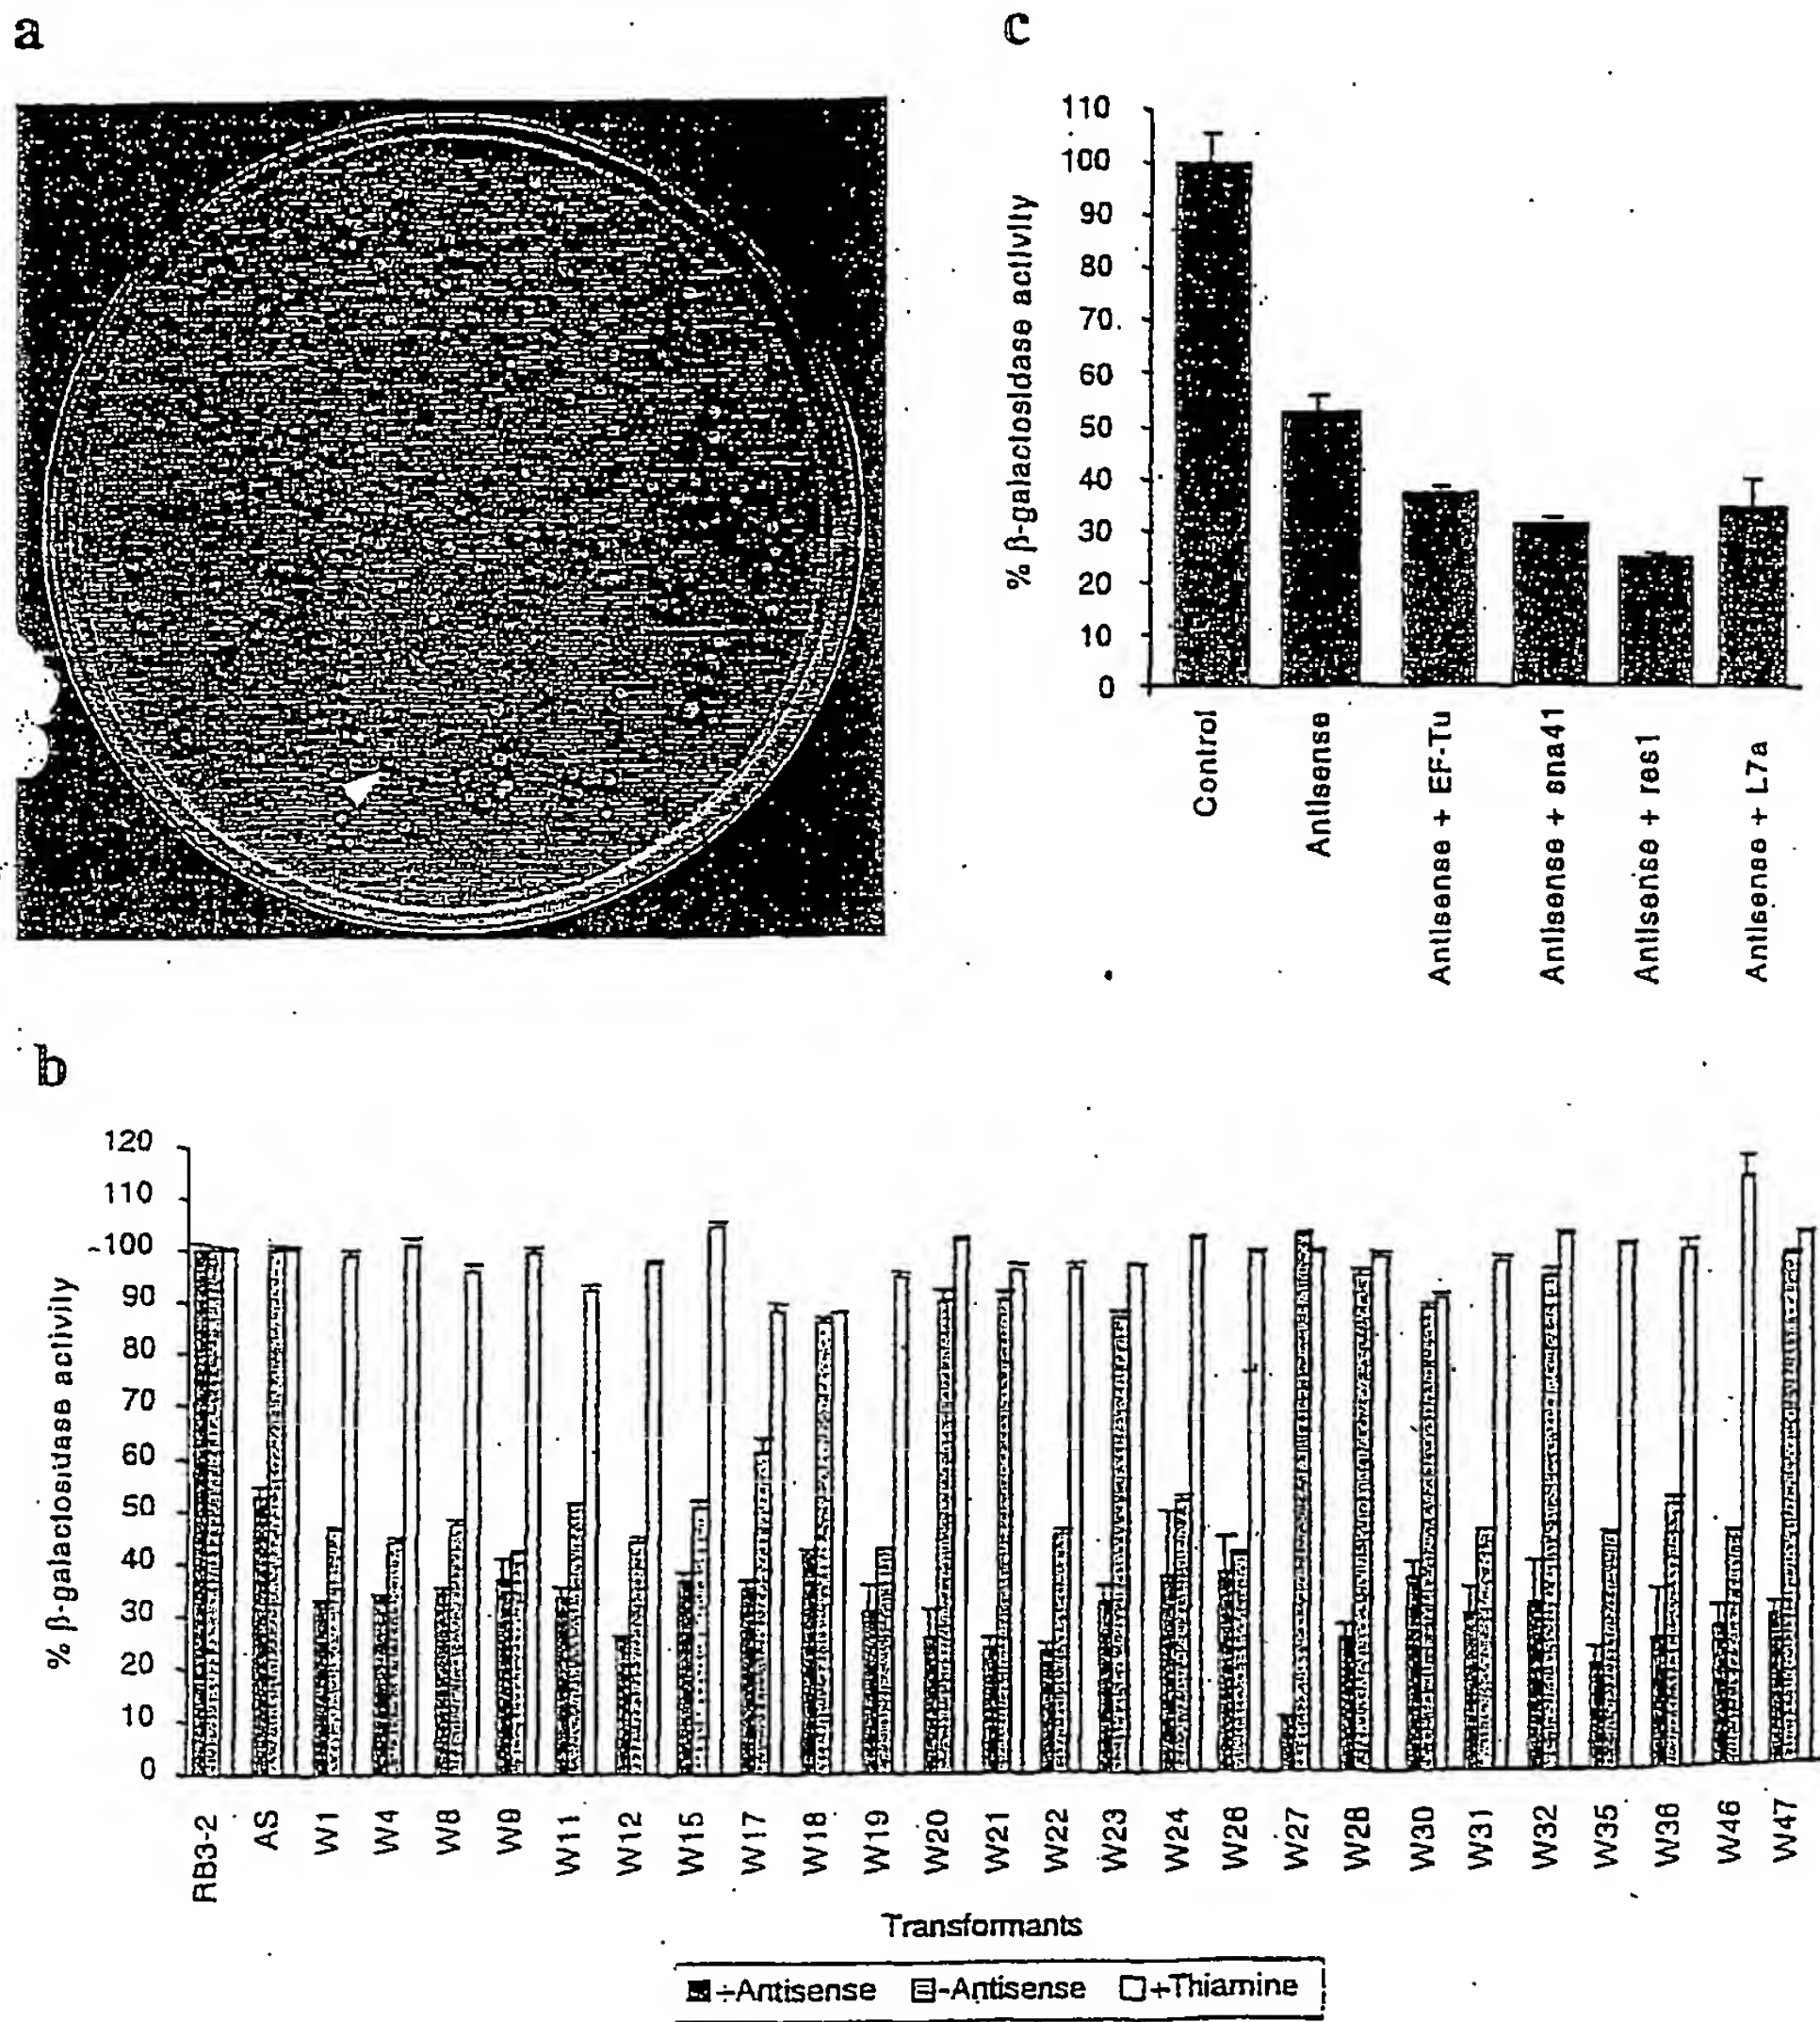 a
c
110
100
90
80
70
60
50
40
30
20
10
0
% β-galactosidase activity
Control
Antisense
Antisense + EF-Tu
Antisense + sna41
Antisense + res1
Antisense + L7a
b
120
110
100
90
80
70
60
50
40
30
20
10
0
% β-galactosidase activity
RB3-2
AS
W1
W4
W8
W9
W11
W12
W15
W17
W18
W19
W20
W21
W22
W23
W24
W26
W27
W28
W30
W31
W32
W35
W38
W46
W47
Transformants
+Antisense -Antisense +Thiamine